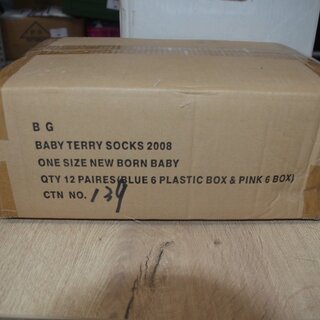 B G
BABY TERRY SOCKS 2008
ONE SIZE NEW BORN BABY
QTY 12 PAIRES(BLUE 6 PLASTIC BOX & PINK 6 BOX)
CTN NO. 139